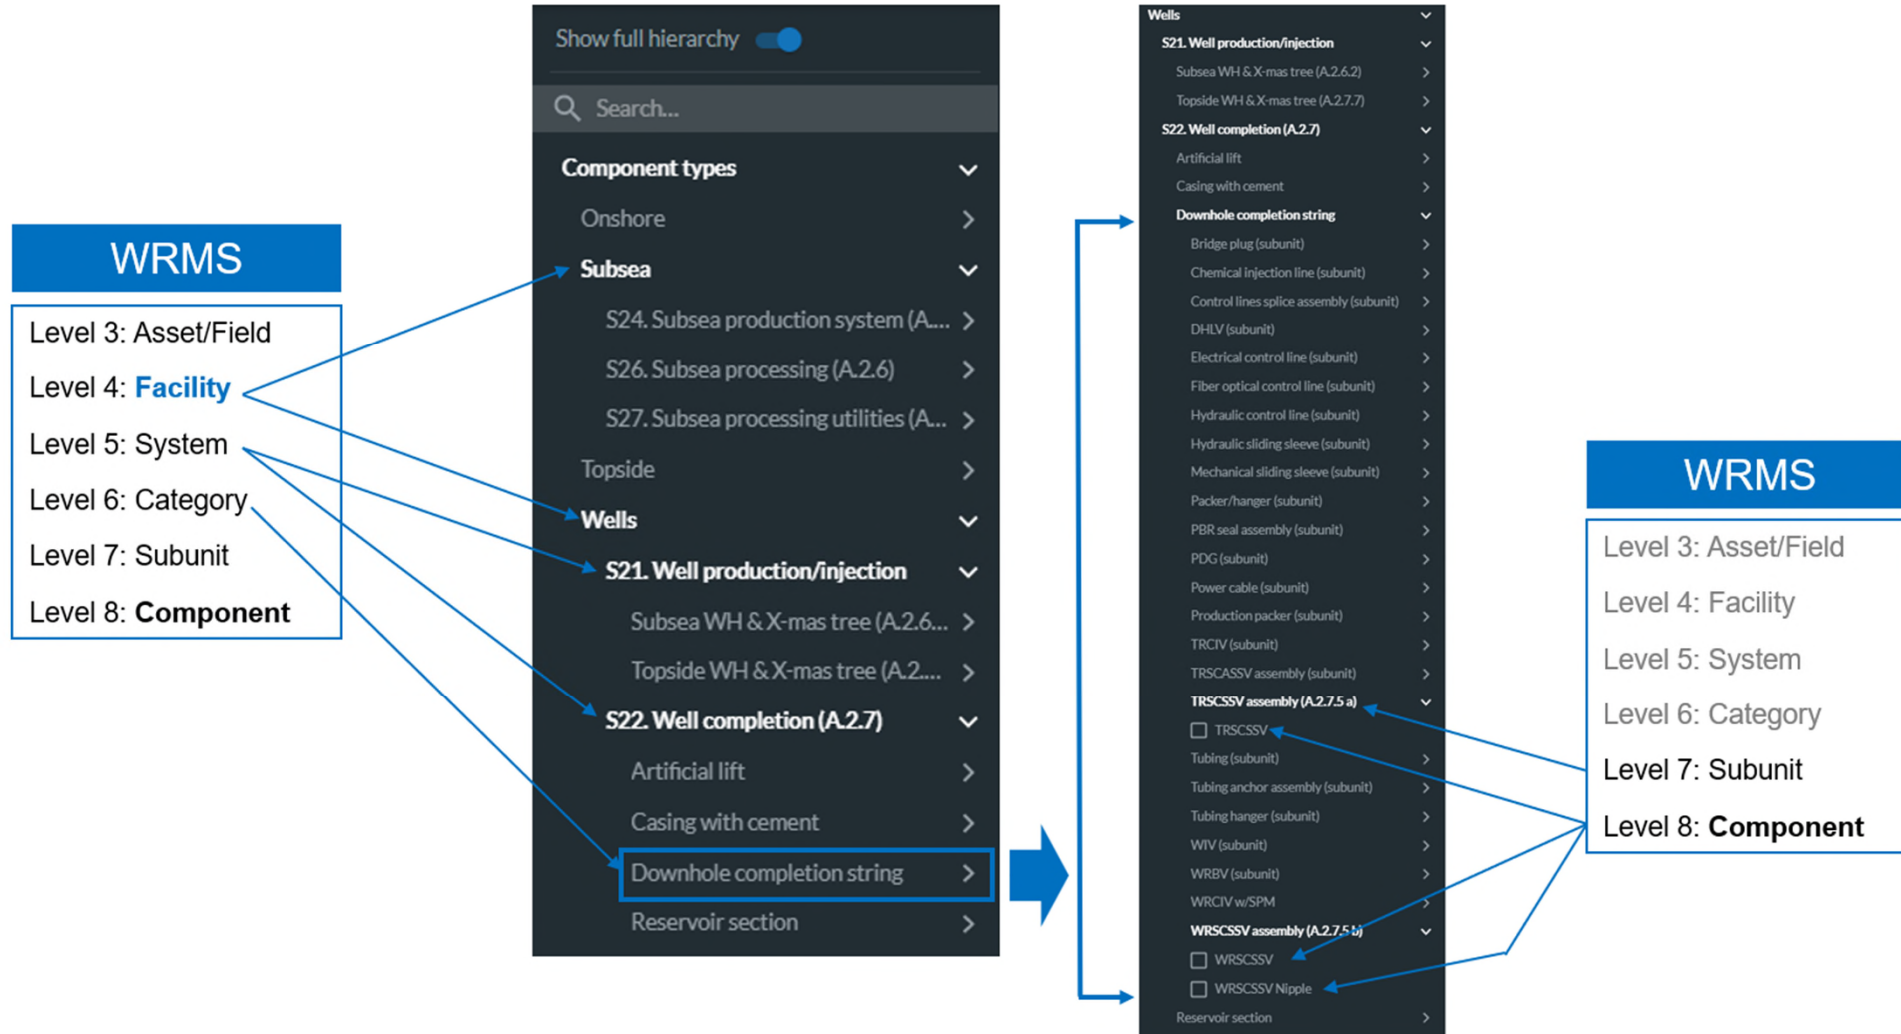 WRMS
Level 3: Asset/Field
Level 4: Facility
Level 5: System
Level 6: Category
Level 7: Subunit
Level 8: Component
Show full hierarchy
Search...
Component types
Onshore
Subsea
S24. Subsea production system (A....
S26. Subsea processing (A.2.6)
S27. Subsea processing utilities (A...
Topside
Wells
S21. Well production/injection
Subsea WH & X-mas tree (A.2.6...
Topside WH & X-mas tree (A.2....
S22. Well completion (A.2.7)
Artificial lift
Casing with cement
Downhole completion string
Reservoir section
Wells
S21. Well production/injection
Subsea WH & X-mas tree (A.2.6.2)
Topside WH & X-mas tree (A.2.7.7)
S22. Well completion (A.2.7)
Artificial lift
Casing with cement
Downhole completion string
Bridge plug (subunit)
Chemical injection line (subunit)
Control lines splice assembly (subunit)
DHLV (subunit)
Electrical control line (subunit)
Fiber optical control line (subunit)
Hydraulic control line (subunit)
Hydraulic sliding sleeve (subunit)
Mechanical sliding sleeve (subunit)
Packer/hanger (subunit)
PBR seal assembly (subunit)
PDG (subunit)
Power cable (subunit)
Production packer (subunit)
TRCIV (subunit)
TRSCASSV assembly (subunit)
TRSCSSV assembly (A.2.7.5 a)
TRSCSSV
Tubing (subunit)
Tubing anchor assembly (subunit)
Tubing hanger (subunit)
WIV (subunit)
WRBV (subunit)
WRCIV w/SPM
WRSCSSV assembly (A.2.7.5 b)
WRSCSSV
WRSCSSV Nipple
Reservoir section
WRMS
Level 3: Asset/Field
Level 4: Facility
Level 5: System
Level 6: Category
Level 7: Subunit
Level 8: Component